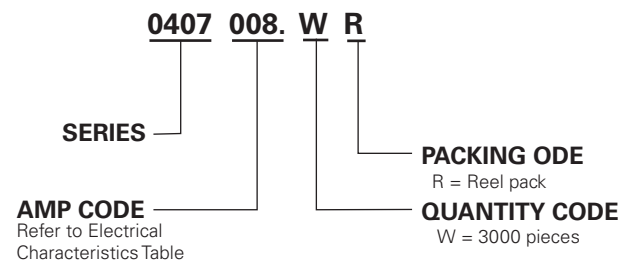 0407 008. W R
SERIES
PACKING ODE
R = Reel pack
AMP CODE
Refer to Electrical
Characteristics Table
QUANTITY CODE
W = 3000 pieces